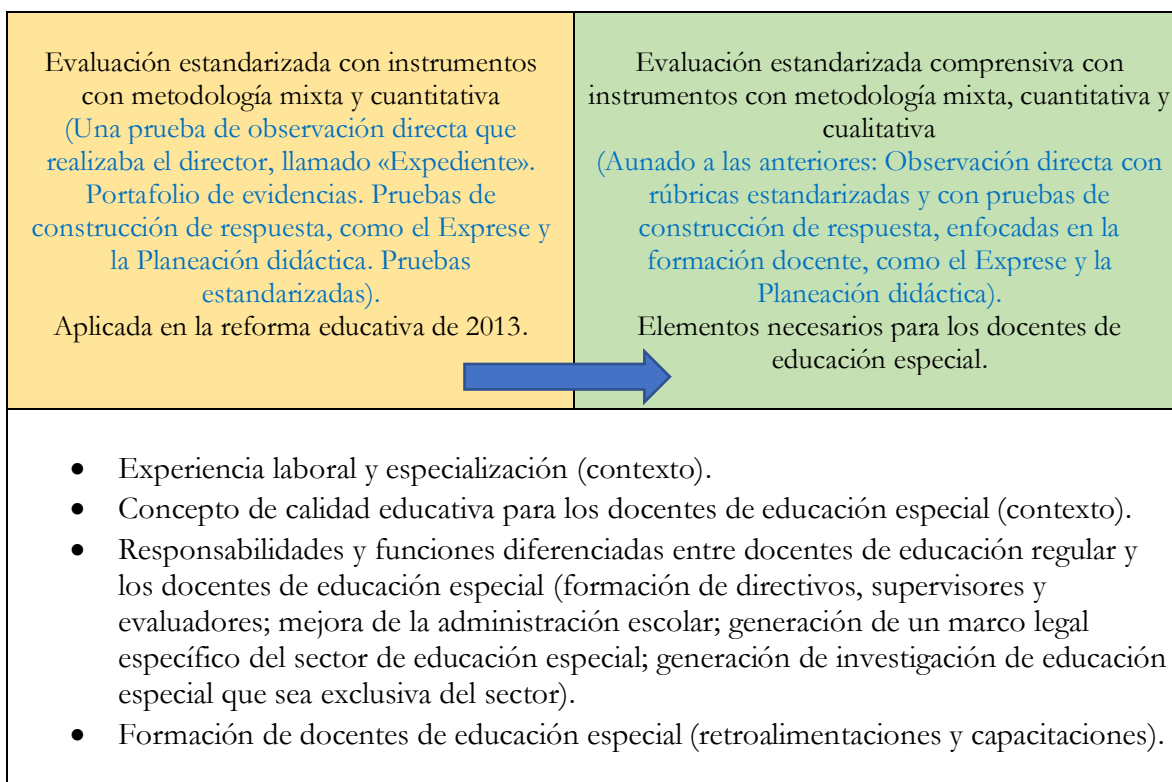 Evaluación estandarizada con instrumentos
con metodología mixta y cuantitativa
(Una prueba de observación directa que
realizaba el director, llamado «Expediente».
Portafolio de evidencias. Pruebas de
construcción de respuesta, como el Exprese y
la Planeación didáctica. Pruebas
estandarizadas).
Aplicada en la reforma educativa de 2013.
Evaluación estandarizada comprensiva con
instrumentos con metodología mixta, cuantitativa y
cualitativa
(Aunado a las anteriores: Observación directa con
rúbricas estandarizadas y con pruebas de
construcción de respuesta, enfocadas en la
formación docente, como el Exprese y la
Planeación didáctica).
Elementos necesarios para los docentes de
educación especial.
• Experiencia laboral y especialización (contexto).
• Concepto de calidad educativa para los docentes de educación especial (contexto).
• Responsabilidades y funciones diferenciadas entre docentes de educación regular y
los docentes de educación especial (formación de directivos, supervisores y
evaluadores; mejora de la administración escolar; generación de un marco legal
específico del sector de educación especial; generación de investigación de educación
especial que sea exclusiva del sector).
• Formación de docentes de educación especial (retroalimentaciones y capacitaciones).